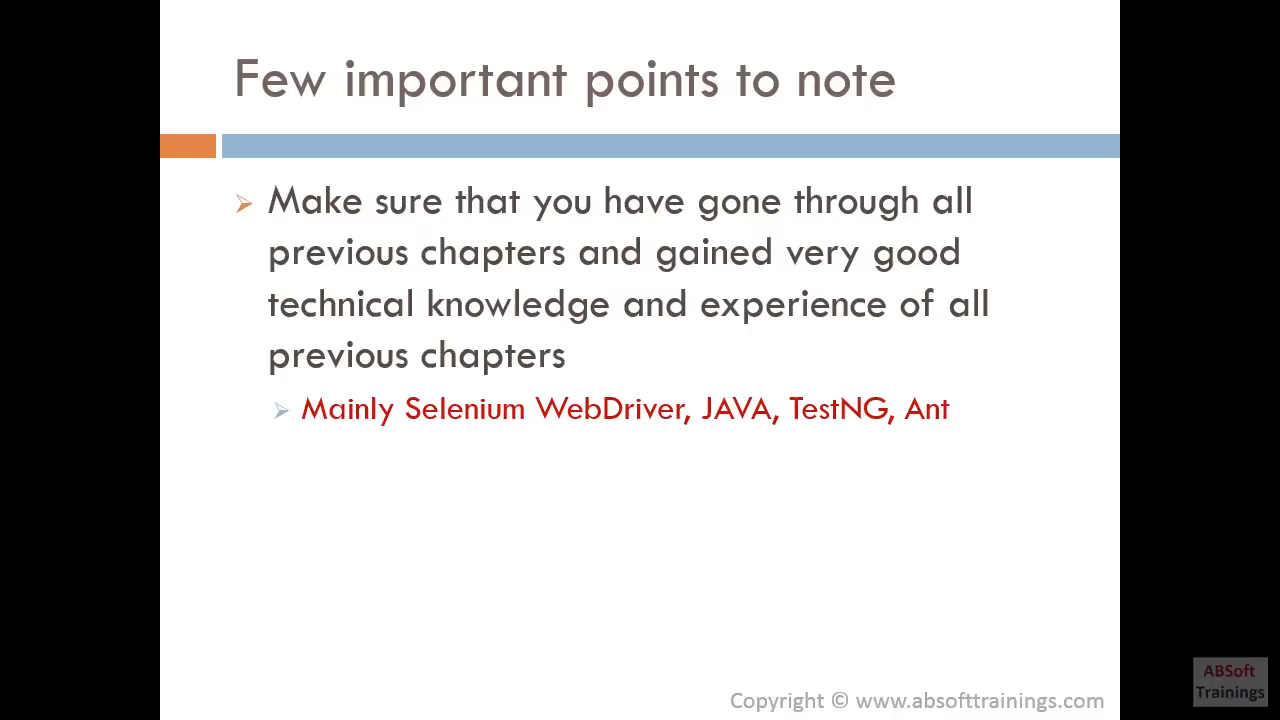 Few important points to note
Make sure that you have gone through all
previous chapters and gained very good
technical knowledge and experience of all
previous chapters
Mainly Selenium WebDriver, JAVA, TestNG, Ant
Copyright © www.absofttrainings.com
ABSoft
Trainings